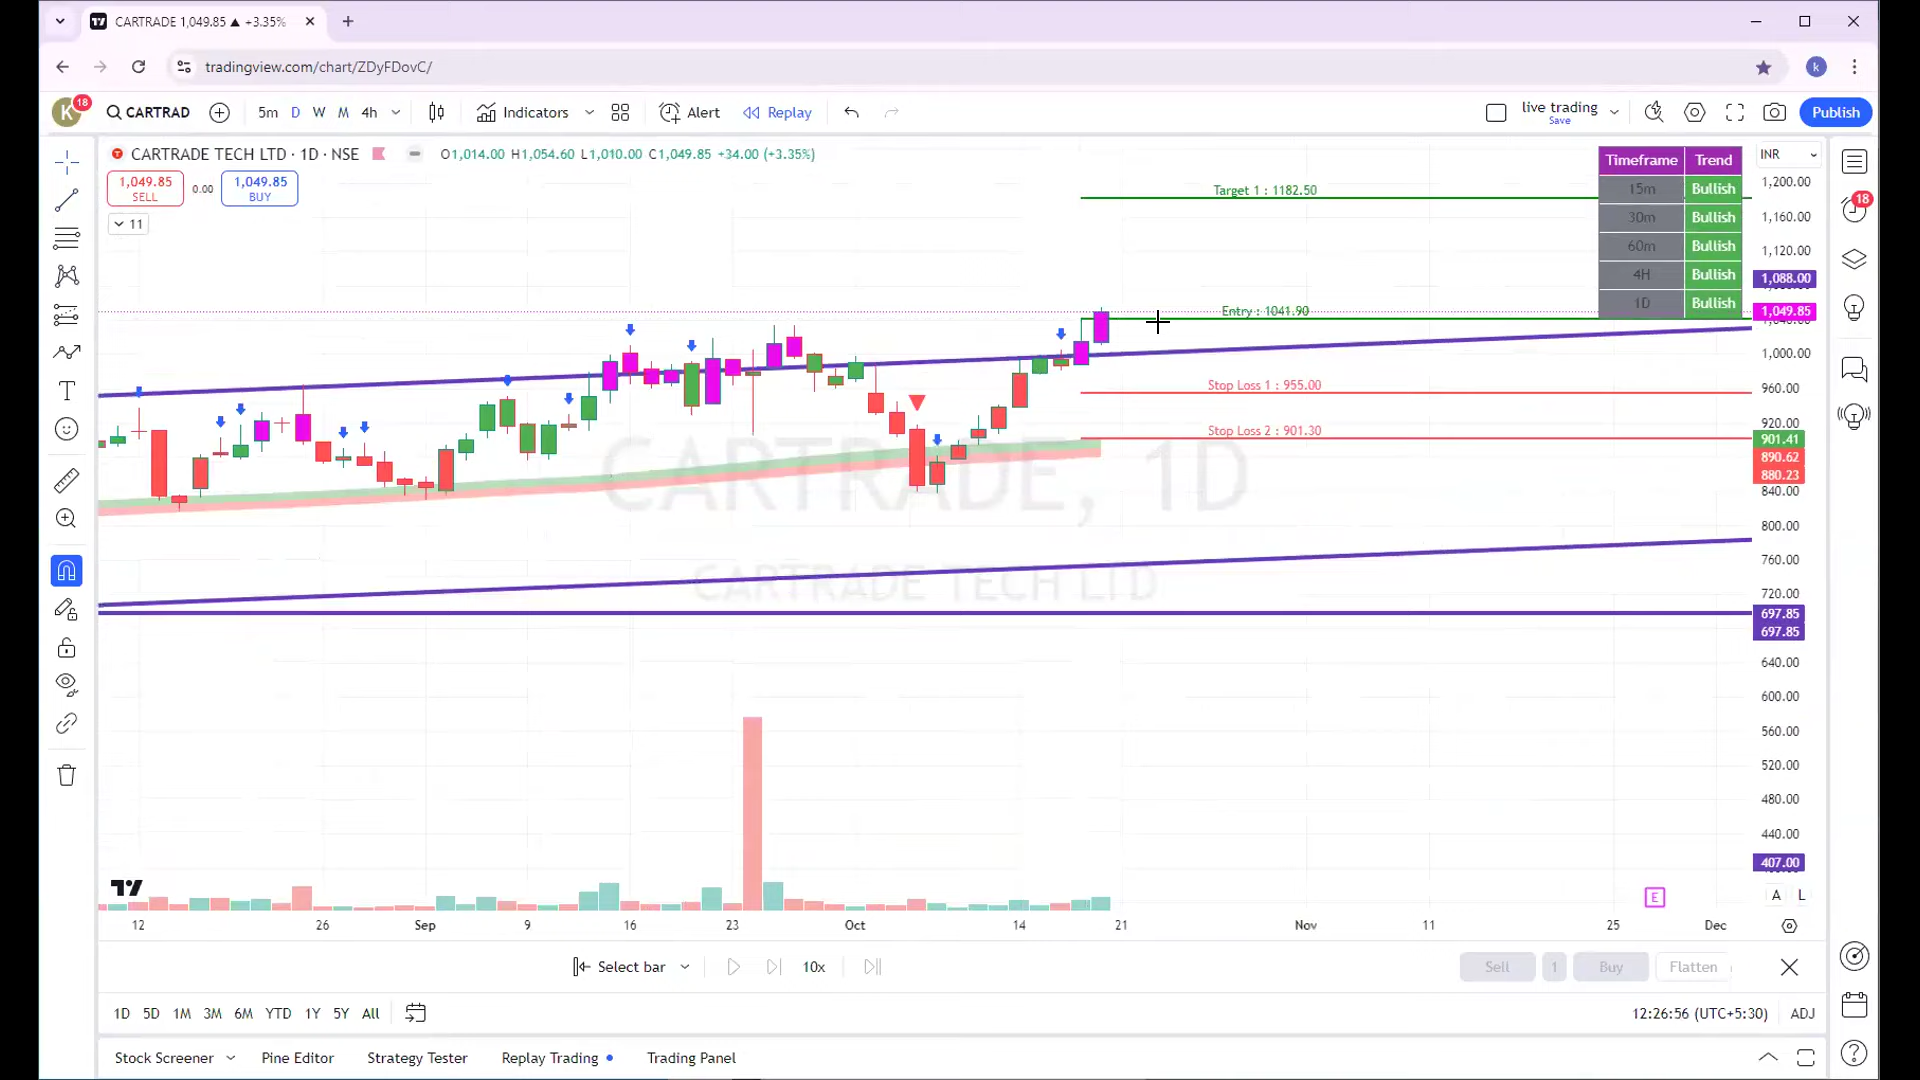 CARTRADE 1,049.85 ▲ +3.35%
tradingview.com/chart/ZDyFDovC/
k
K 18 CARTRAD 5m D W M 4h Indicators Alert Replay live trading Save Publish
CARTRADE TECH LTD · 1D · NSE O1,014.00 H1,054.60 L1,010.00 C1,049.85 +34.00 (+3.35%)
1,049.85 SELL 0.00 1,049.85 BUY
11
Timeframe Trend
15m Bullish
30m Bullish
60m Bullish
4H Bullish
1D Bullish
INR
18
Target 1 : 1182.50
Entry : 1041.90
Stop Loss 1 : 955.00
Stop Loss 2 : 901.30
CARTRADE, 1D
CARTRADE TECH LTD
1,200.00
1,160.00
1,120.00
1,088.00
1,049.85
1,000.00
960.00
920.00
901.41
890.62
880.23
840.00
800.00
760.00
720.00
697.85
697.85
640.00
600.00
560.00
520.00
480.00
440.00
407.00
E
A L
12 26 Sep 9 16 23 Oct 14 21 Nov 11 25 Dec
Select bar 10x Sell 1 Buy Flatten
1D 5D 1M 3M 6M YTD 1Y 5Y All 12:26:56 (UTC+5:30) ADJ
Stock Screener Pine Editor Strategy Tester Replay Trading Trading Panel